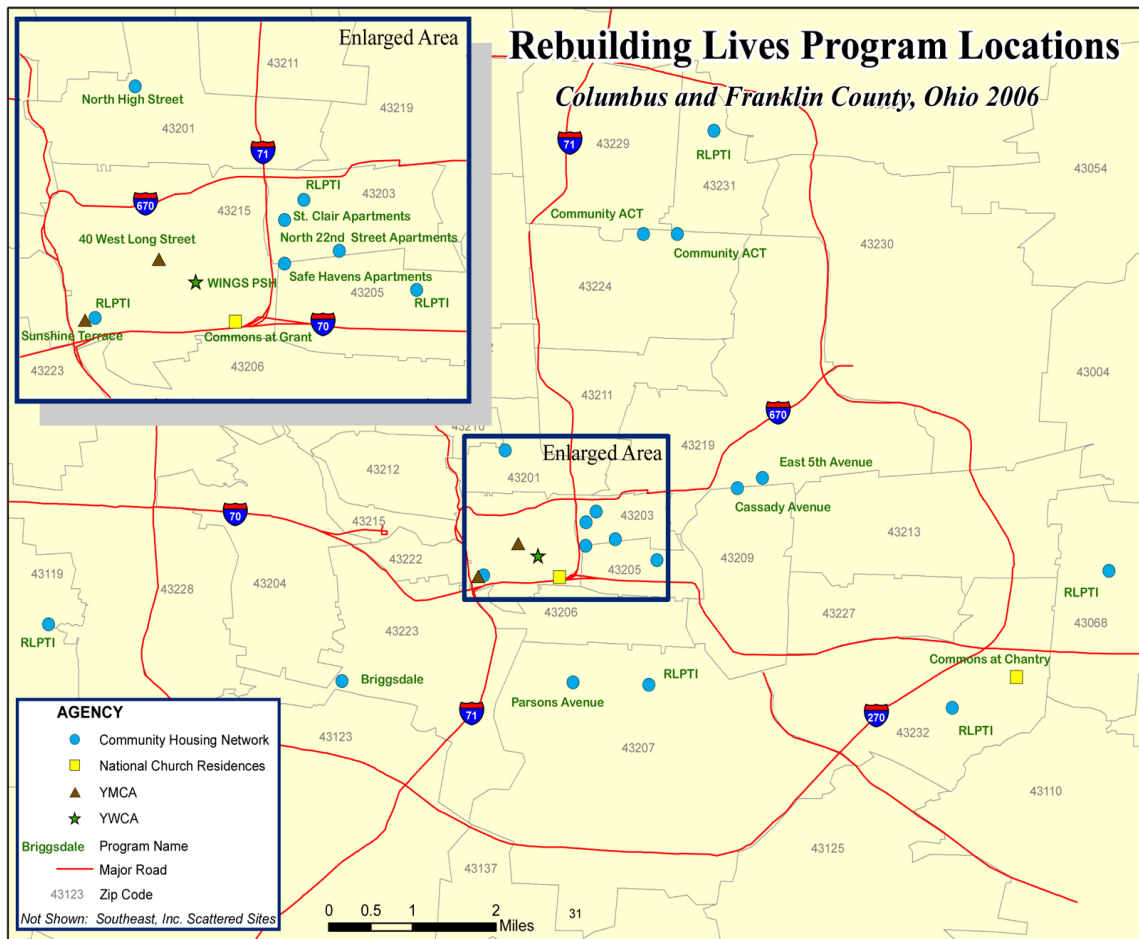 Rebuilding Lives Program Locations
Columbus and Franklin County, Ohio 2006
Enlarged Area
43211
North High Street
43219
43201
71
RLPTI
43203
670
43215
St. Clair Apartments
40 West Long Street
North 22nd Street Apartments
Safe Havens Apartments
WINGS PSH
43205
RLPTI
RLPTI
70
Sunshine Terrace
Commons at Grant
43206
43223
71
43229
RLPTI
43054
43231
Community ACT
43230
Community ACT
43224
43004
43211
670
43210
43219
Enlarged Area
43212
43201
East 5th Avenue
Cassady Avenue
70
43215
43203
43213
43222
43209
43119
43204
43205
43228
RLPTI
43206
43227
43068
43223
RLPTI
Commons at Chantry
Briggsdale
RLPTI
Parsons Avenue
71
270
43232
RLPTI
43123
43207
43110
43125
43137
31
AGENCY
Community Housing Network
National Church Residences
YMCA
YWCA
Briggsdale Program Name
Major Road
43123 Zip Code
Not Shown: Southeast, Inc. Scattered Sites
0 0.5 1 2
Miles